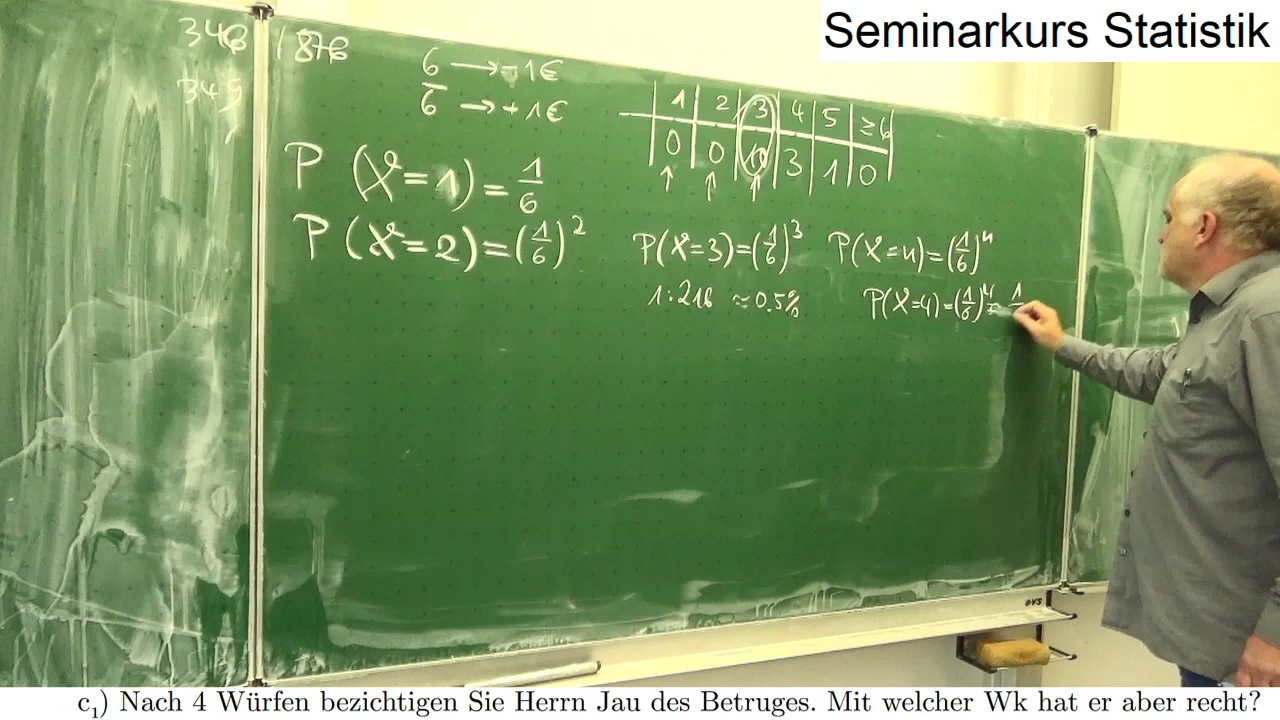 Seminarkurs Statistik
346 1876
349
6 → - 1€
6 → + 1€
1 2 3 4 5 ≥6
0 0 10 3 1 0
P (X=1) = 1/6
P (X=2) = (1/6)²
P(X=3)=(1/6)³ P(X=n)=(1/6)ⁿ
1:216 ≈ 0.5% P(X=4)=(1/6)⁴= 1
OVS
c₁) Nach 4 Würfen bezichtigen Sie Herrn Jau des Betruges. Mit welcher Wk hat er aber recht?